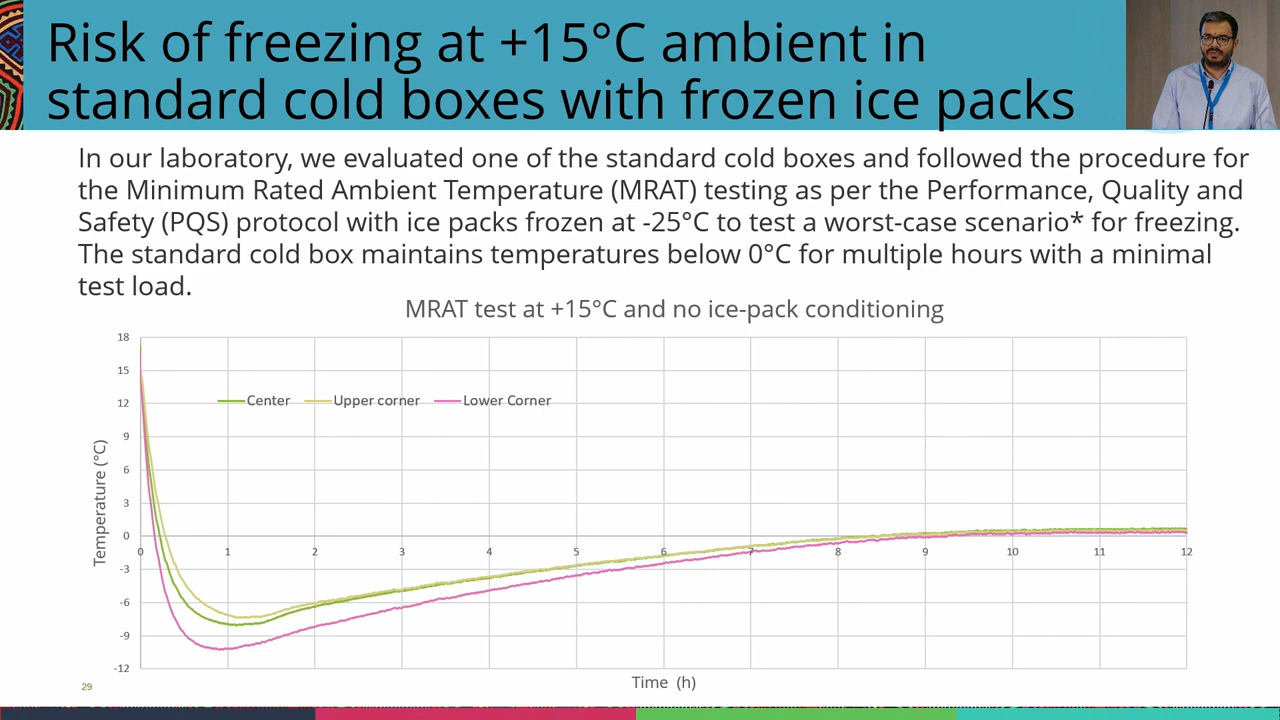 Risk of freezing at +15°C ambient in
standard cold boxes with frozen ice packs
In our laboratory, we evaluated one of the standard cold boxes and followed the procedure for
the Minimum Rated Ambient Temperature (MRAT) testing as per the Performance, Quality and
Safety (PQS) protocol with ice packs frozen at -25°C to test a worst-case scenario* for freezing.
The standard cold box maintains temperatures below 0°C for multiple hours with a minimal
test load.
MRAT test at +15°C and no ice-pack conditioning
18
15
12
9
6
3
0
-3
-6
-9
-12
Temperature (°C)
Center Upper corner Lower Corner
0 1 2 3 4 5 6 7 8 9 10 11 12
Time (h)
29